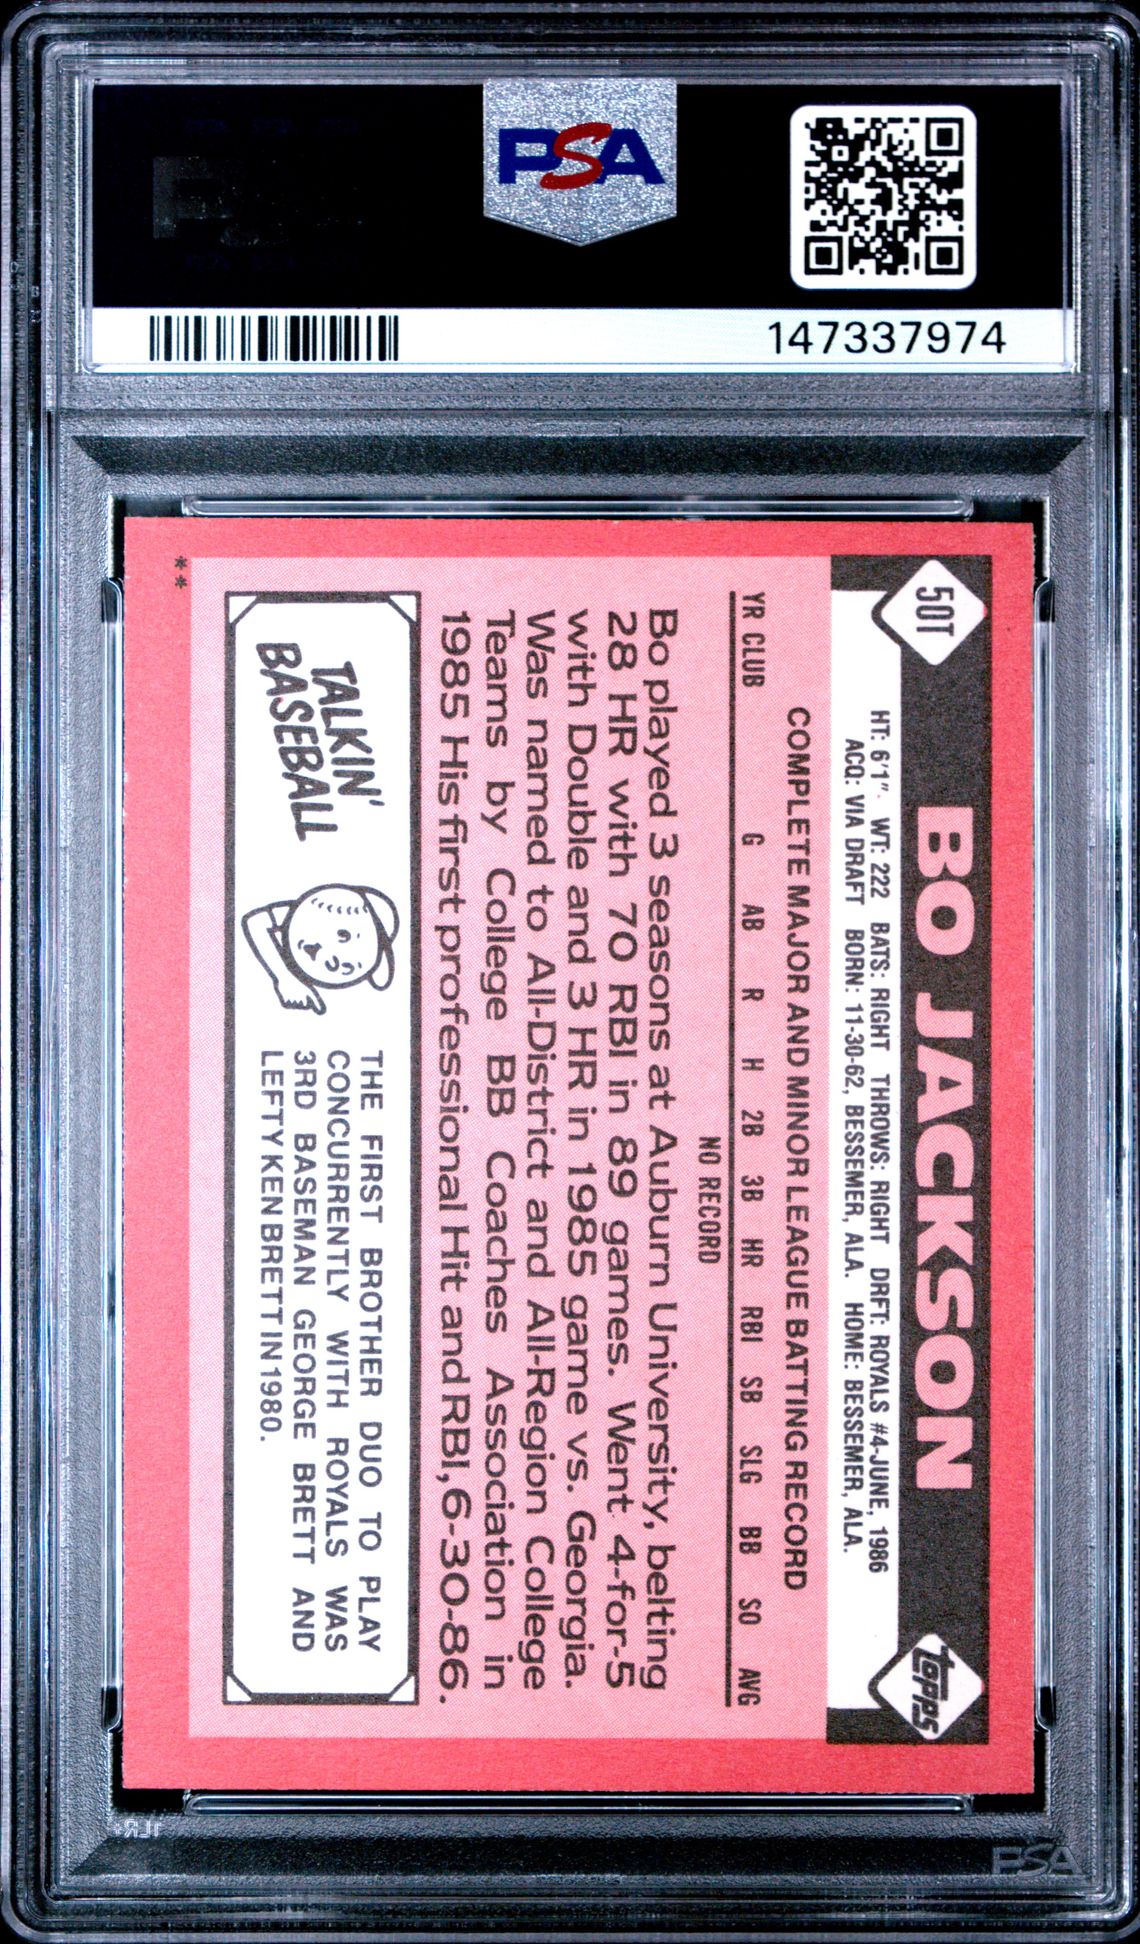 PSA
147337974
50T
BO JACKSON
topps
HT: 6'1" WT: 222 BATS: RIGHT THROWS: RIGHT DRFT: ROYALS #4-JUNE, 1986
ACQ: VIA DRAFT BORN: 11-30-62, BESSEMER, ALA. HOME: BESSEMER, ALA.
COMPLETE MAJOR AND MINOR LEAGUE BATTING RECORD
YR CLUB G AB R H 2B 3B HR RBI SB SLG BB SO AVG
NO RECORD
Bo played 3 seasons at Auburn University, belting
28 HR with 70 RBI in 89 games. Went 4-for-5
with Double and 3 HR in 1985 game vs. Georgia.
Was named to All-District and All-Region College
Teams by College BB Coaches Association in
1985 His first professional Hit and RBI, 6-30-86.
TALKIN'
BASEBALL
THE FIRST BROTHER DUO TO PLAY
CONCURRENTLY WITH ROYALS WAS
3RD BASEMAN GEORGE BRETT AND
LEFTY KEN BRETT IN 1980.
**
PSA